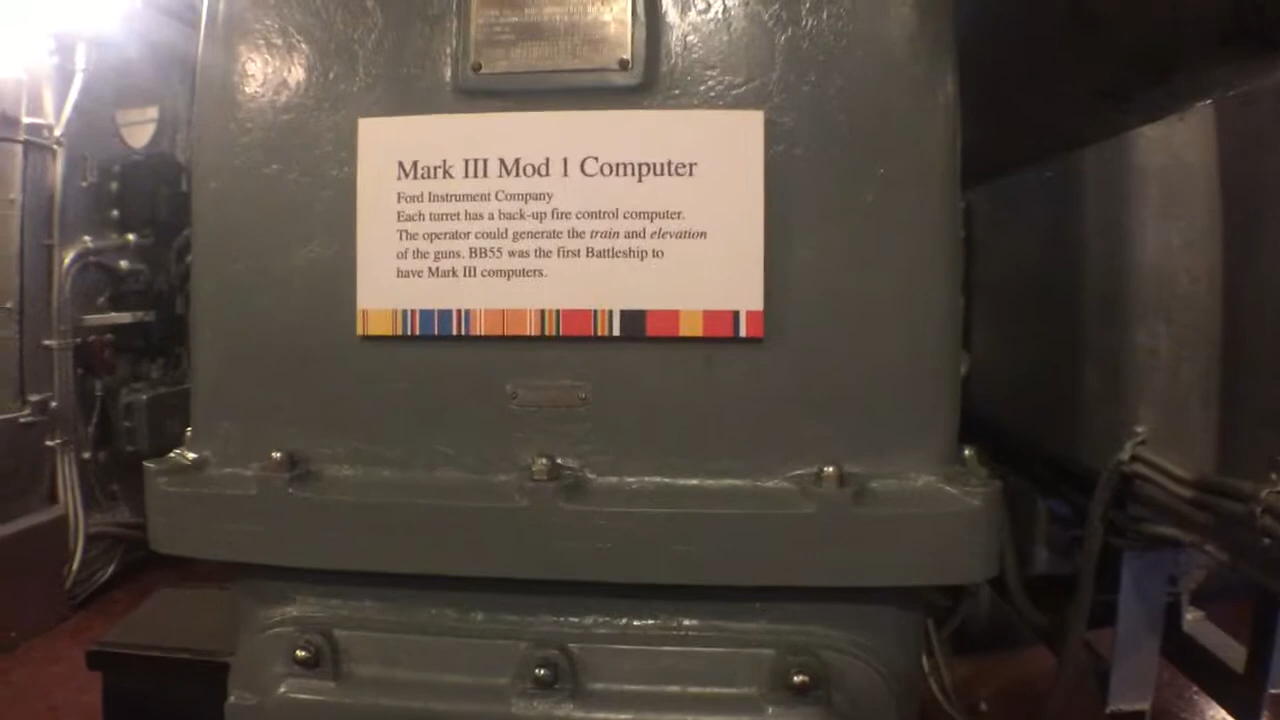 Mark III Mod 1 Computer
Ford Instrument Company
Each turret has a back-up fire control computer.
The operator could generate the train and elevation
of the guns. BB55 was the first Battleship to
have Mark III computers.